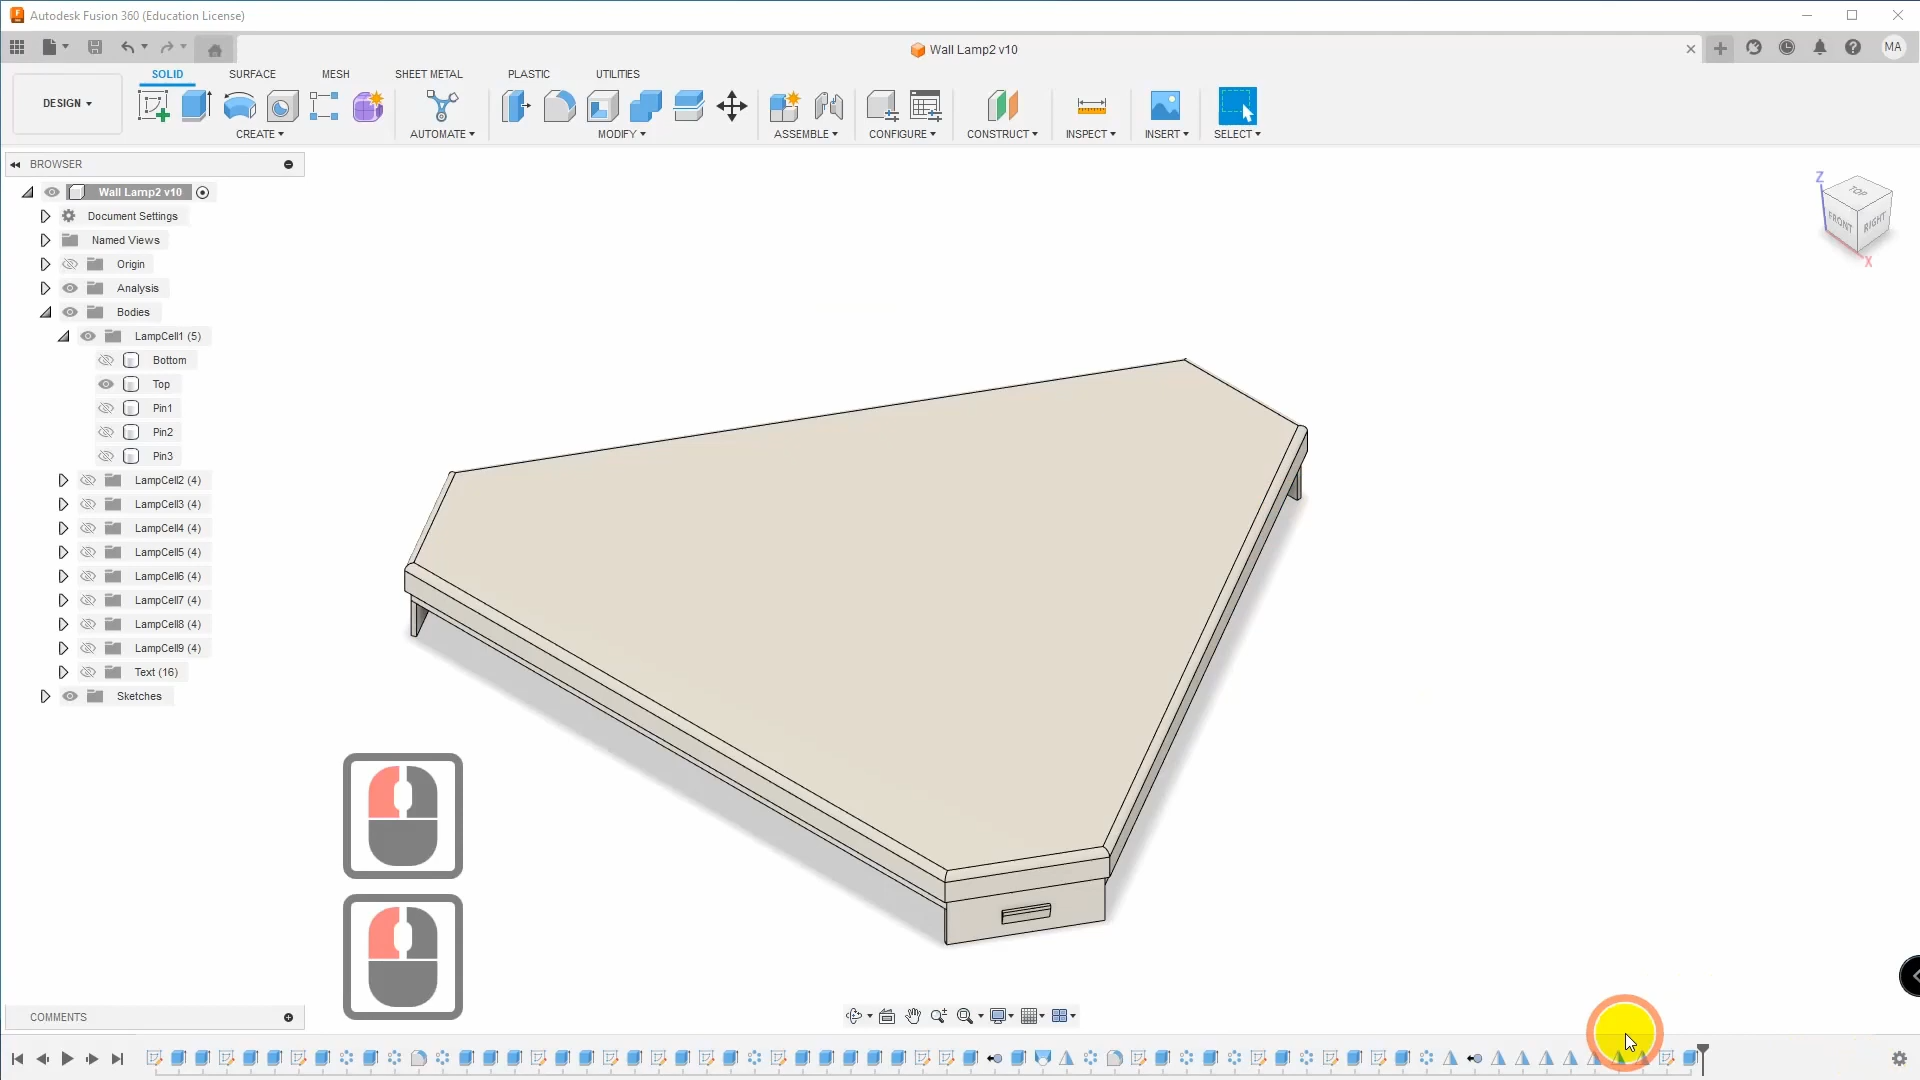 Autodesk Fusion 360 (Education License)
Wall Lamp2 v10
MA
DESIGN
SOLID
SURFACE
MESH
SHEET METAL
PLASTIC
UTILITIES
CREATE
AUTOMATE
MODIFY
ASSEMBLE
CONFIGURE
CONSTRUCT
INSPECT
INSERT
SELECT
BROWSER
Wall Lamp2 v10
Document Settings
Named Views
Origin
Analysis
Bodies
LampCell1 (5)
Bottom
Top
Pin1
Pin2
Pin3
LampCell2 (4)
LampCell3 (4)
LampCell4 (4)
LampCell5 (4)
LampCell6 (4)
LampCell7 (4)
LampCell8 (4)
LampCell9 (4)
Text (16)
Sketches
Z
TOP
FRONT
RIGHT
X
COMMENTS